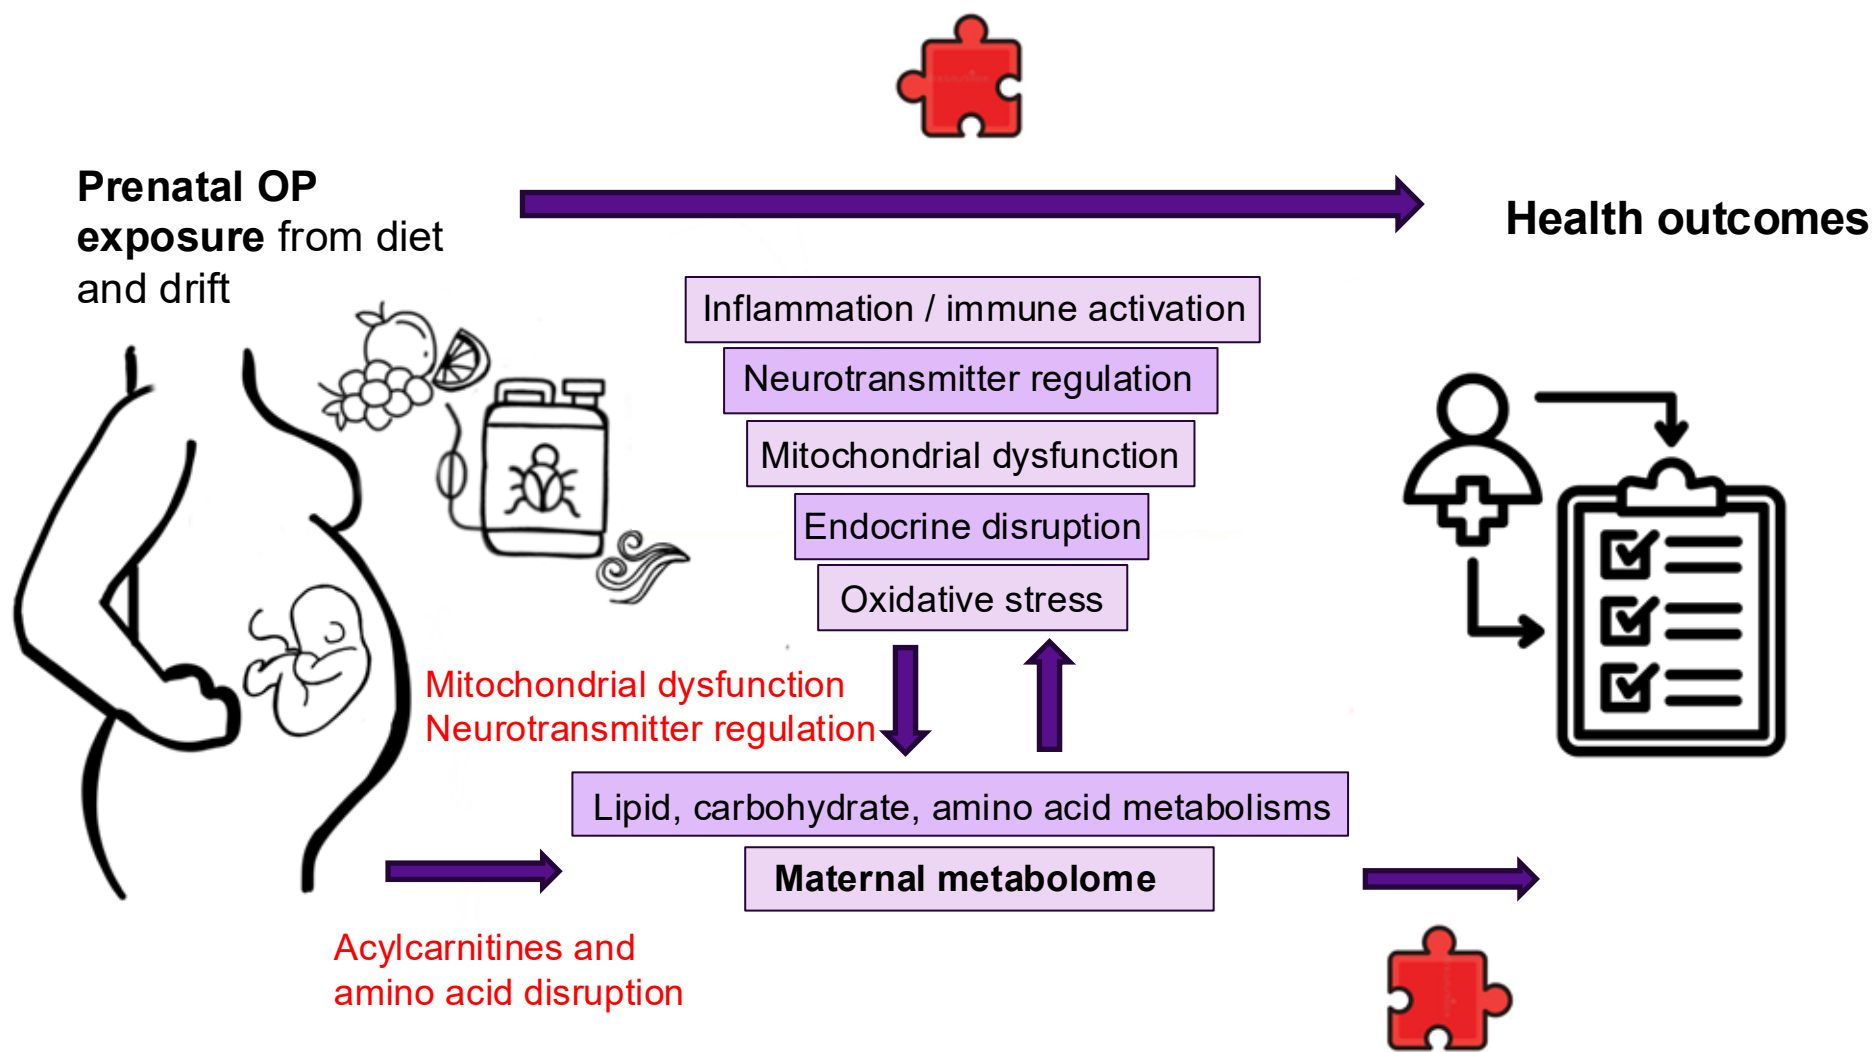 Prenatal OP
exposure from diet
and drift
Health outcomes
Inflammation / immune activation
Neurotransmitter regulation
Mitochondrial dysfunction
Endocrine disruption
Oxidative stress
Mitochondrial dysfunction
Neurotransmitter regulation
Lipid, carbohydrate, amino acid metabolisms
Maternal metabolome
Acylcarnitines and
amino acid disruption